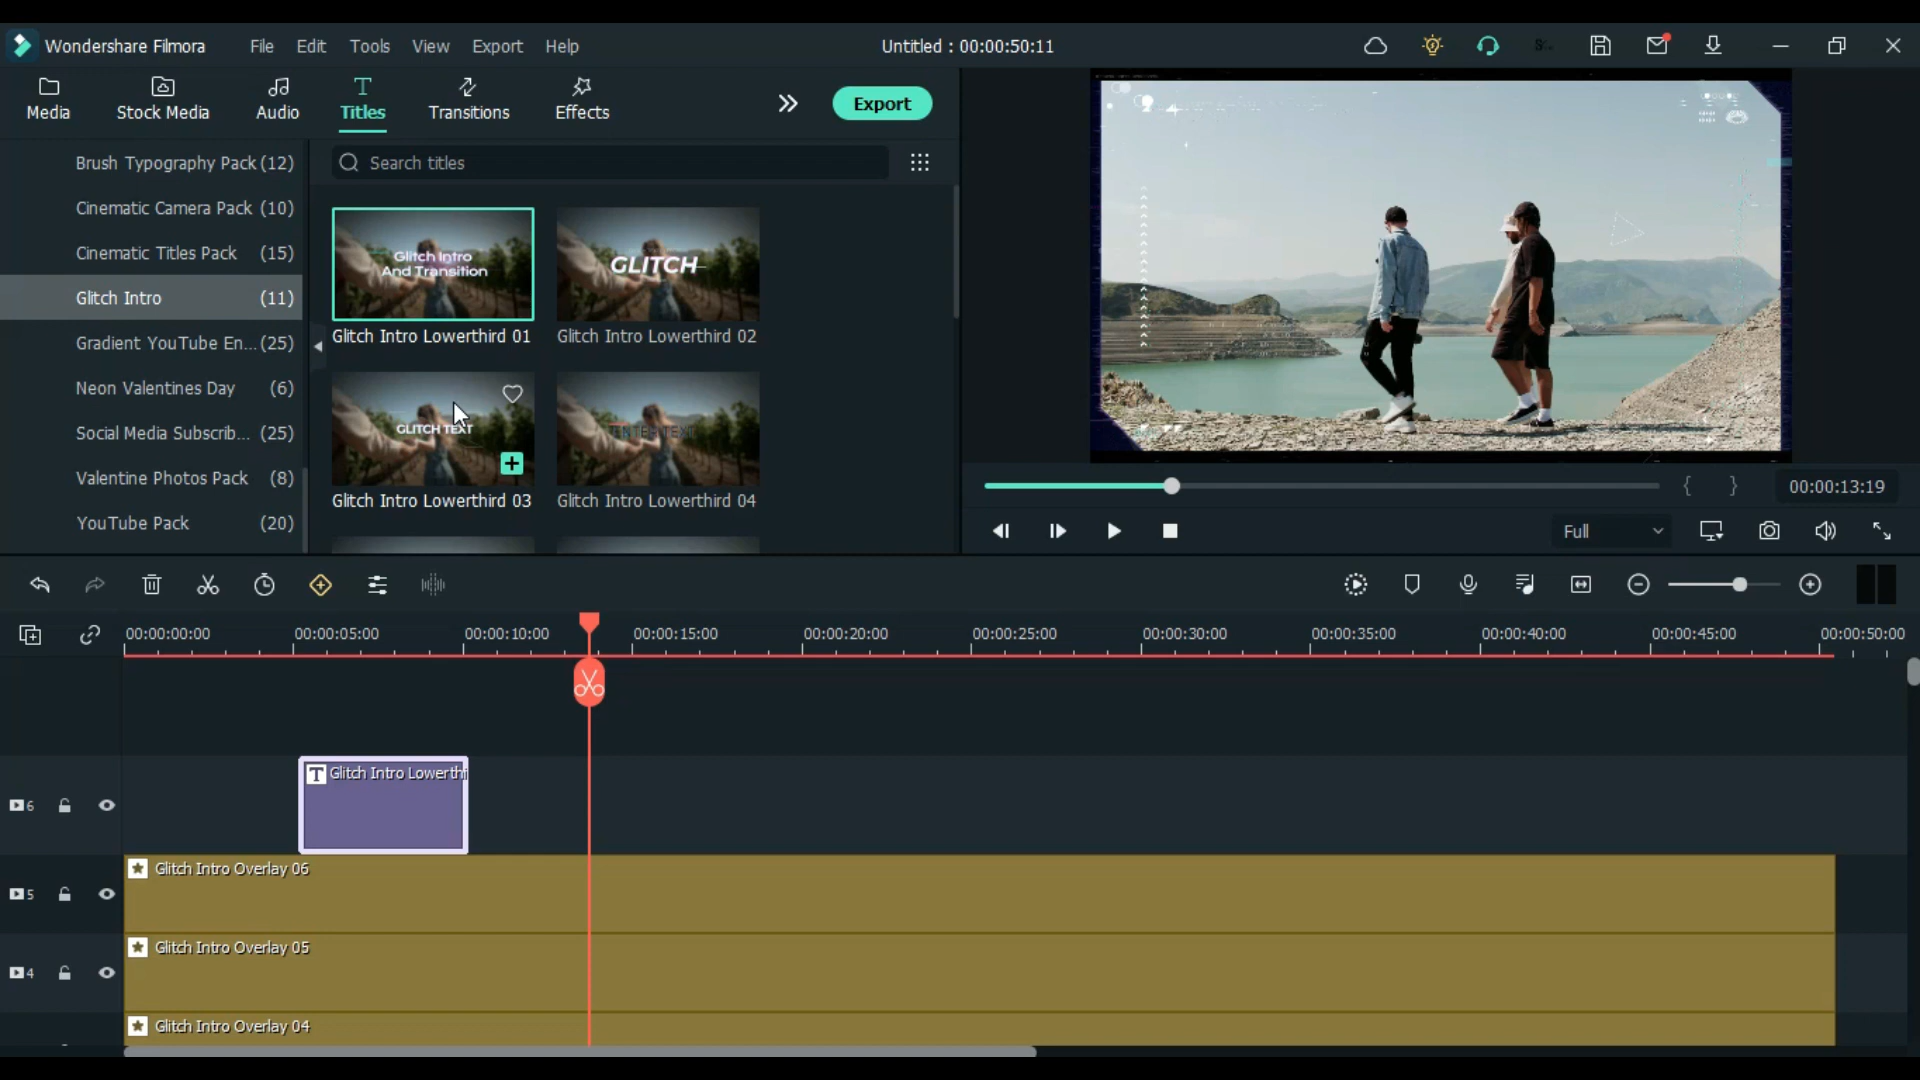 Wondershare Filmora File Edit Tools View Export Help Untitled : 00:00:50:11
Media Stock Media Audio Titles Transitions Effects Export
Search titles
Brush Typography Pack (12)
Cinematic Camera Pack (10)
Cinematic Titles Pack (15)
Glitch Intro (11)
Gradient YouTube En... (25)
Neon Valentines Day (6)
Social Media Subscrib... (25)
Valentine Photos Pack (8)
YouTube Pack (20)
Glitch Intro
And Transition
GLITCH
Glitch Intro Lowerthird 01 Glitch Intro Lowerthird 02
GLITCH TEXT
Glitch Intro Lowerthird 03 Glitch Intro Lowerthird 04
{ } 00:00:13:19
Full
00:00:00:00 00:00:05:00 00:00:10:00 00:00:15:00 00:00:20:00 00:00:25:00 00:00:30:00 00:00:35:00 00:00:40:00 00:00:45:00 00:00:50:00
T Glitch Intro Lowerthi
6
Glitch Intro Overlay 06
5
Glitch Intro Overlay 05
4
Glitch Intro Overlay 04